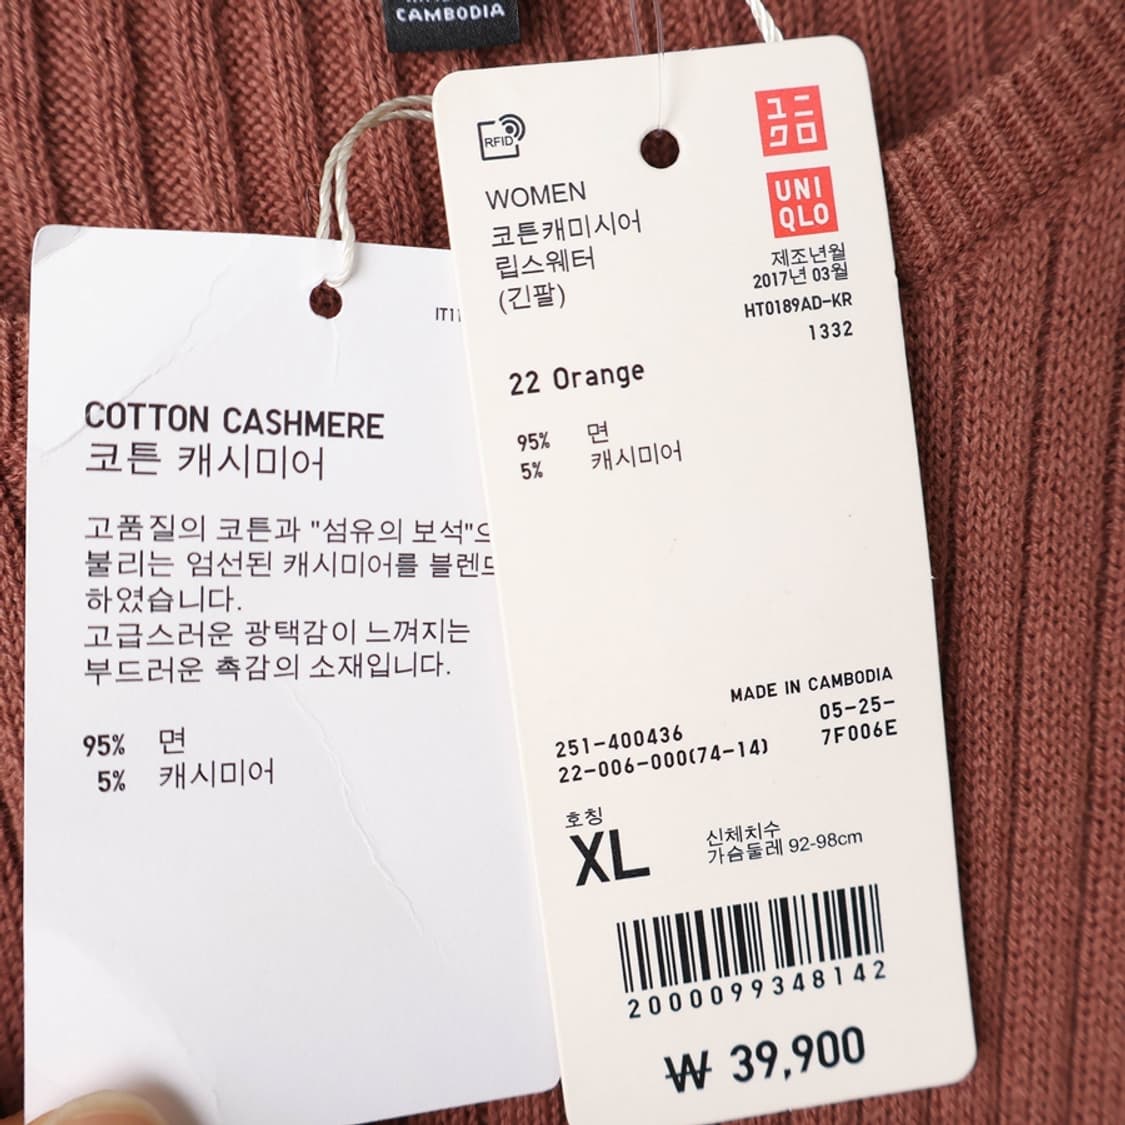 CAMBODIA
RFID
ユニ
クロ
UNI
QLO
WOMEN
코튼캐미시어
립스웨터
(긴팔)
제조년월
2017년 03월
HT0189AD-KR
1332
22 Orange
95% 면
5% 캐시미어
MADE IN CAMBODIA
05-25-
7F006E
251-400436
22-006-000(74-14)
호칭
XL
신체치수
가슴둘레 92-98cm
2000099348142
₩ 39,900
IT11
COTTON CASHMERE
코튼 캐시미어
고품질의 코튼과 "섬유의 보석"으
불리는 엄선된 캐시미어를 블렌드
하였습니다.
고급스러운 광택감이 느껴지는
부드러운 촉감의 소재입니다.
95% 면
5% 캐시미어